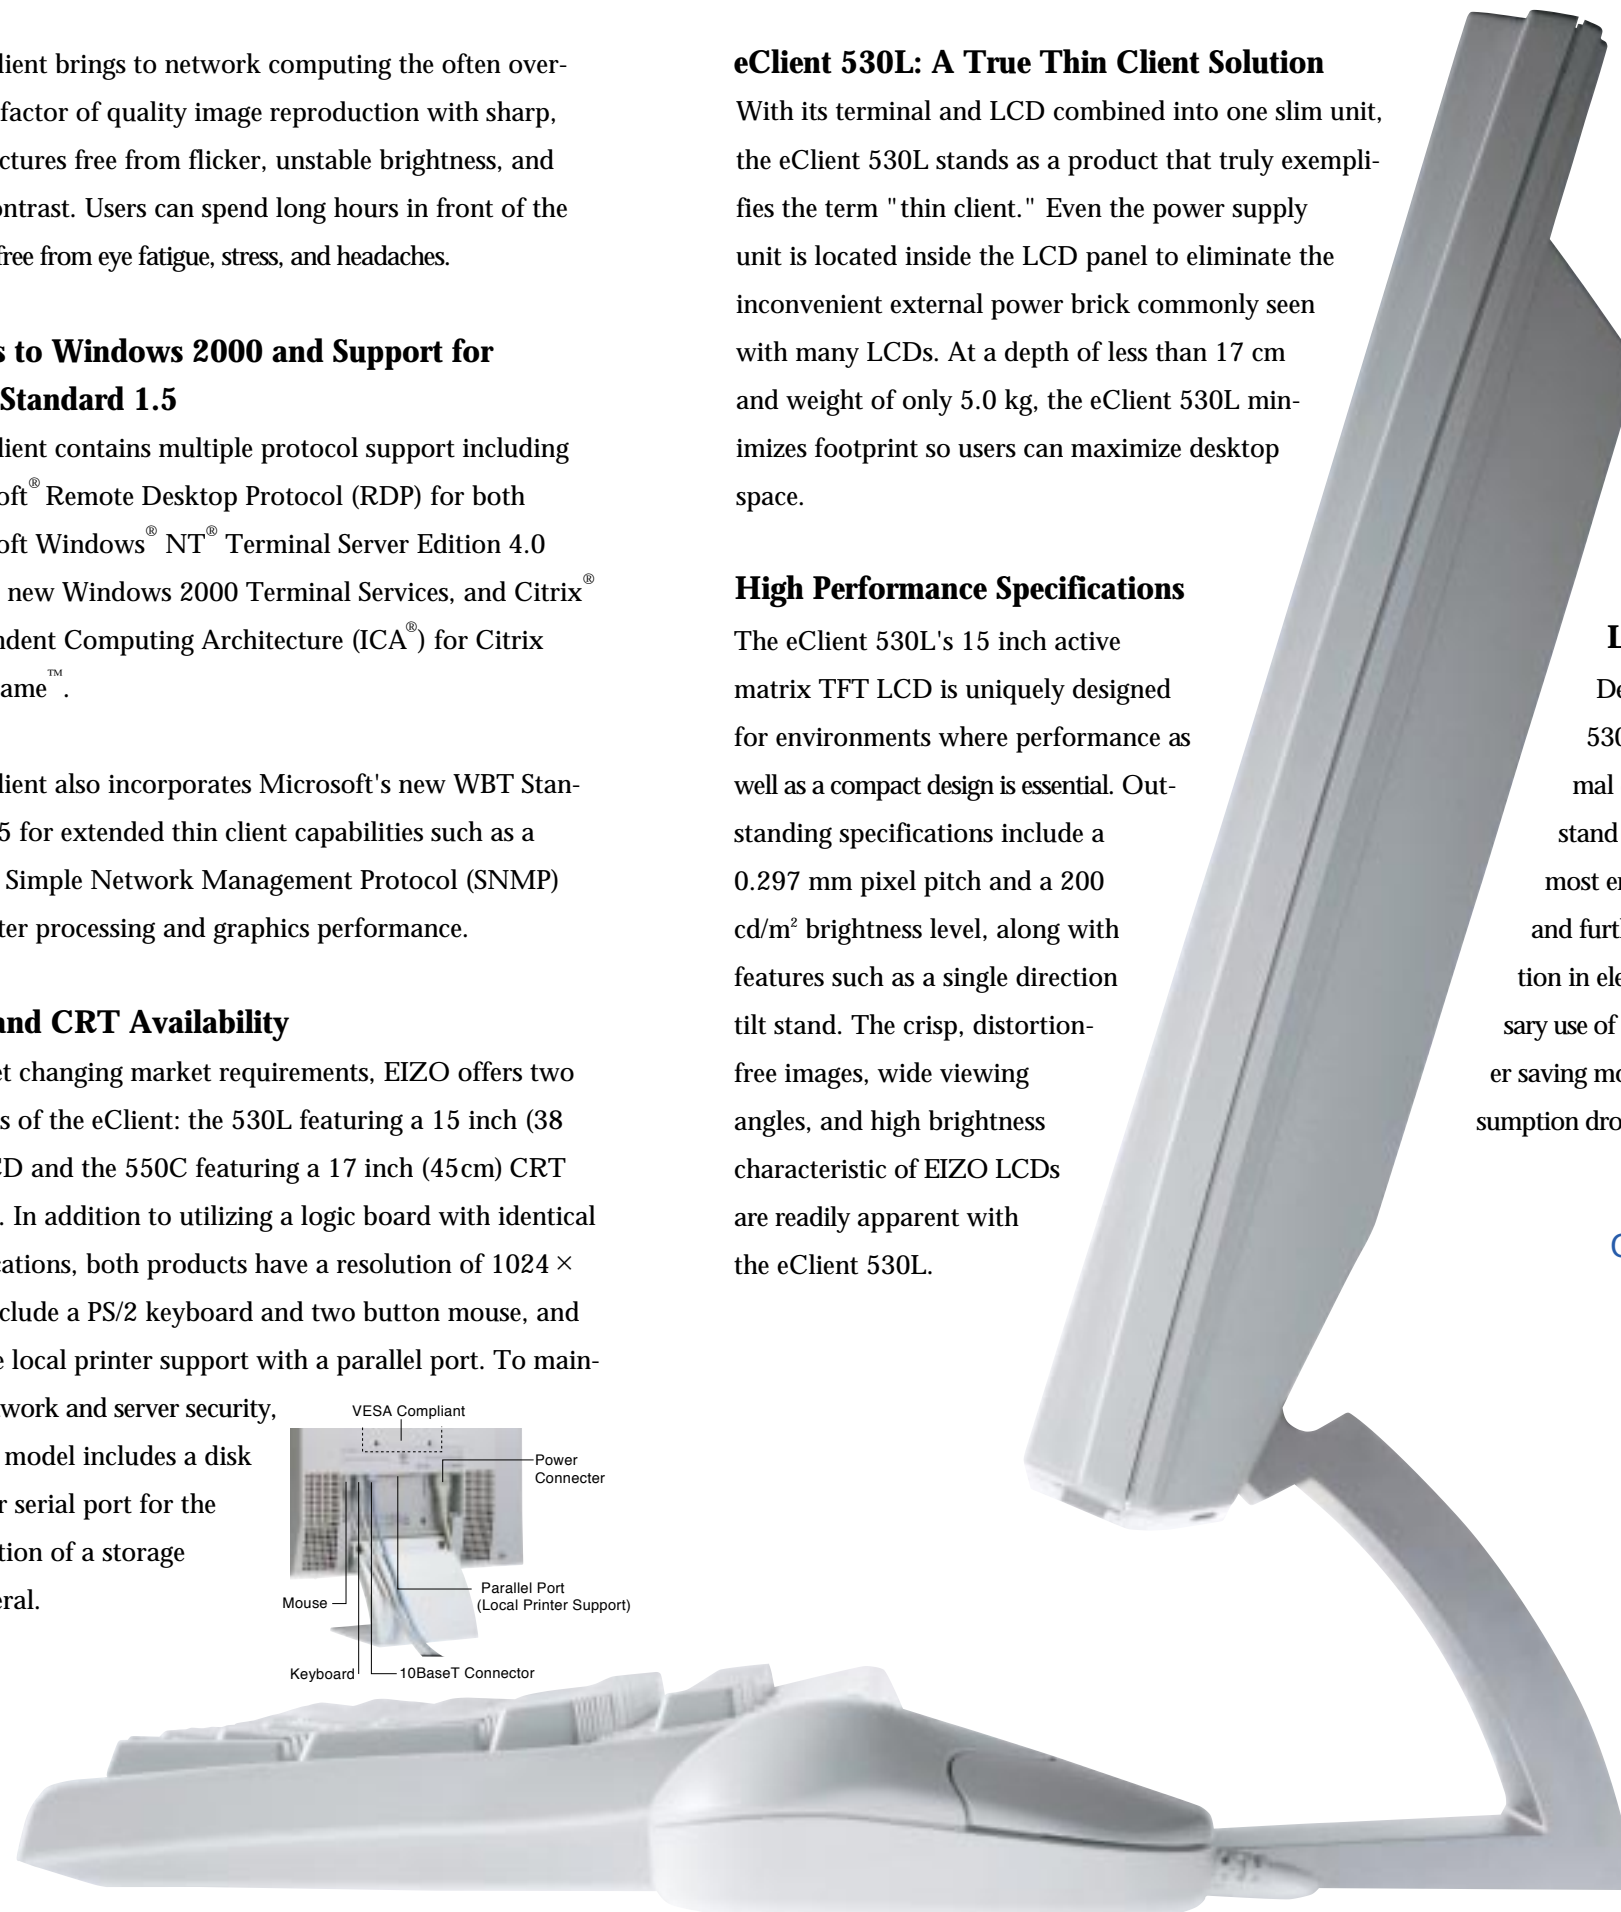 lient brings to network computing the often over-
factor of quality image reproduction with sharp,
ctures free from flicker, unstable brightness, and
ontrast. Users can spend long hours in front of the
free from eye fatigue, stress, and headaches.
s to Windows 2000 and Support for
Standard 1.5
lient contains multiple protocol support including
oft® Remote Desktop Protocol (RDP) for both
oft Windows® NT® Terminal Server Edition 4.0
new Windows 2000 Terminal Services, and Citrix®
ndent Computing Architecture (ICA®) for Citrix
ame™.
lient also incorporates Microsoft's new WBT Stan-
5 for extended thin client capabilities such as a
Simple Network Management Protocol (SNMP)
ter processing and graphics performance.
and CRT Availability
et changing market requirements, EIZO offers two
s of the eClient: the 530L featuring a 15 inch (38
CD and the 550C featuring a 17 inch (45cm) CRT
. In addition to utilizing a logic board with identical
cations, both products have a resolution of 1024 ×
clude a PS/2 keyboard and two button mouse, and
e local printer support with a parallel port. To main-
work and server security,
model includes a disk
r serial port for the
tion of a storage
eral.
VESA Compliant
Power
Connecter
Parallel Port
(Local Printer Support)
Mouse
Keyboard
10BaseT Connector
eClient 530L: A True Thin Client Solution
With its terminal and LCD combined into one slim unit,
the eClient 530L stands as a product that truly exempli-
fies the term "thin client." Even the power supply
unit is located inside the LCD panel to eliminate the
inconvenient external power brick commonly seen
with many LCDs. At a depth of less than 17 cm
and weight of only 5.0 kg, the eClient 530L min-
imizes footprint so users can maximize desktop
space.
High Performance Specifications
The eClient 530L's 15 inch active
matrix TFT LCD is uniquely designed
for environments where performance as
well as a compact design is essential. Out-
standing specifications include a
0.297 mm pixel pitch and a 200
cd/m² brightness level, along with
features such as a single direction
tilt stand. The crisp, distortion-
free images, wide viewing
angles, and high brightness
characteristic of EIZO LCDs
are readily apparent with
the eClient 530L.
L
De
530
mal
stand
most e
and furt
tion in ele
sary use of
er saving mo
sumption dro